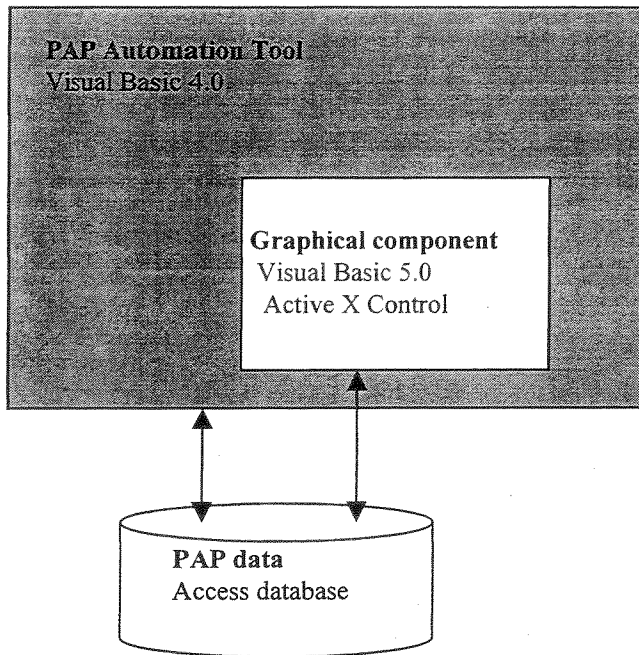 PAP Automation Tool
Visual Basic 4.0
Graphical component
Visual Basic 5.0
Active X Control
PAP data
Access database